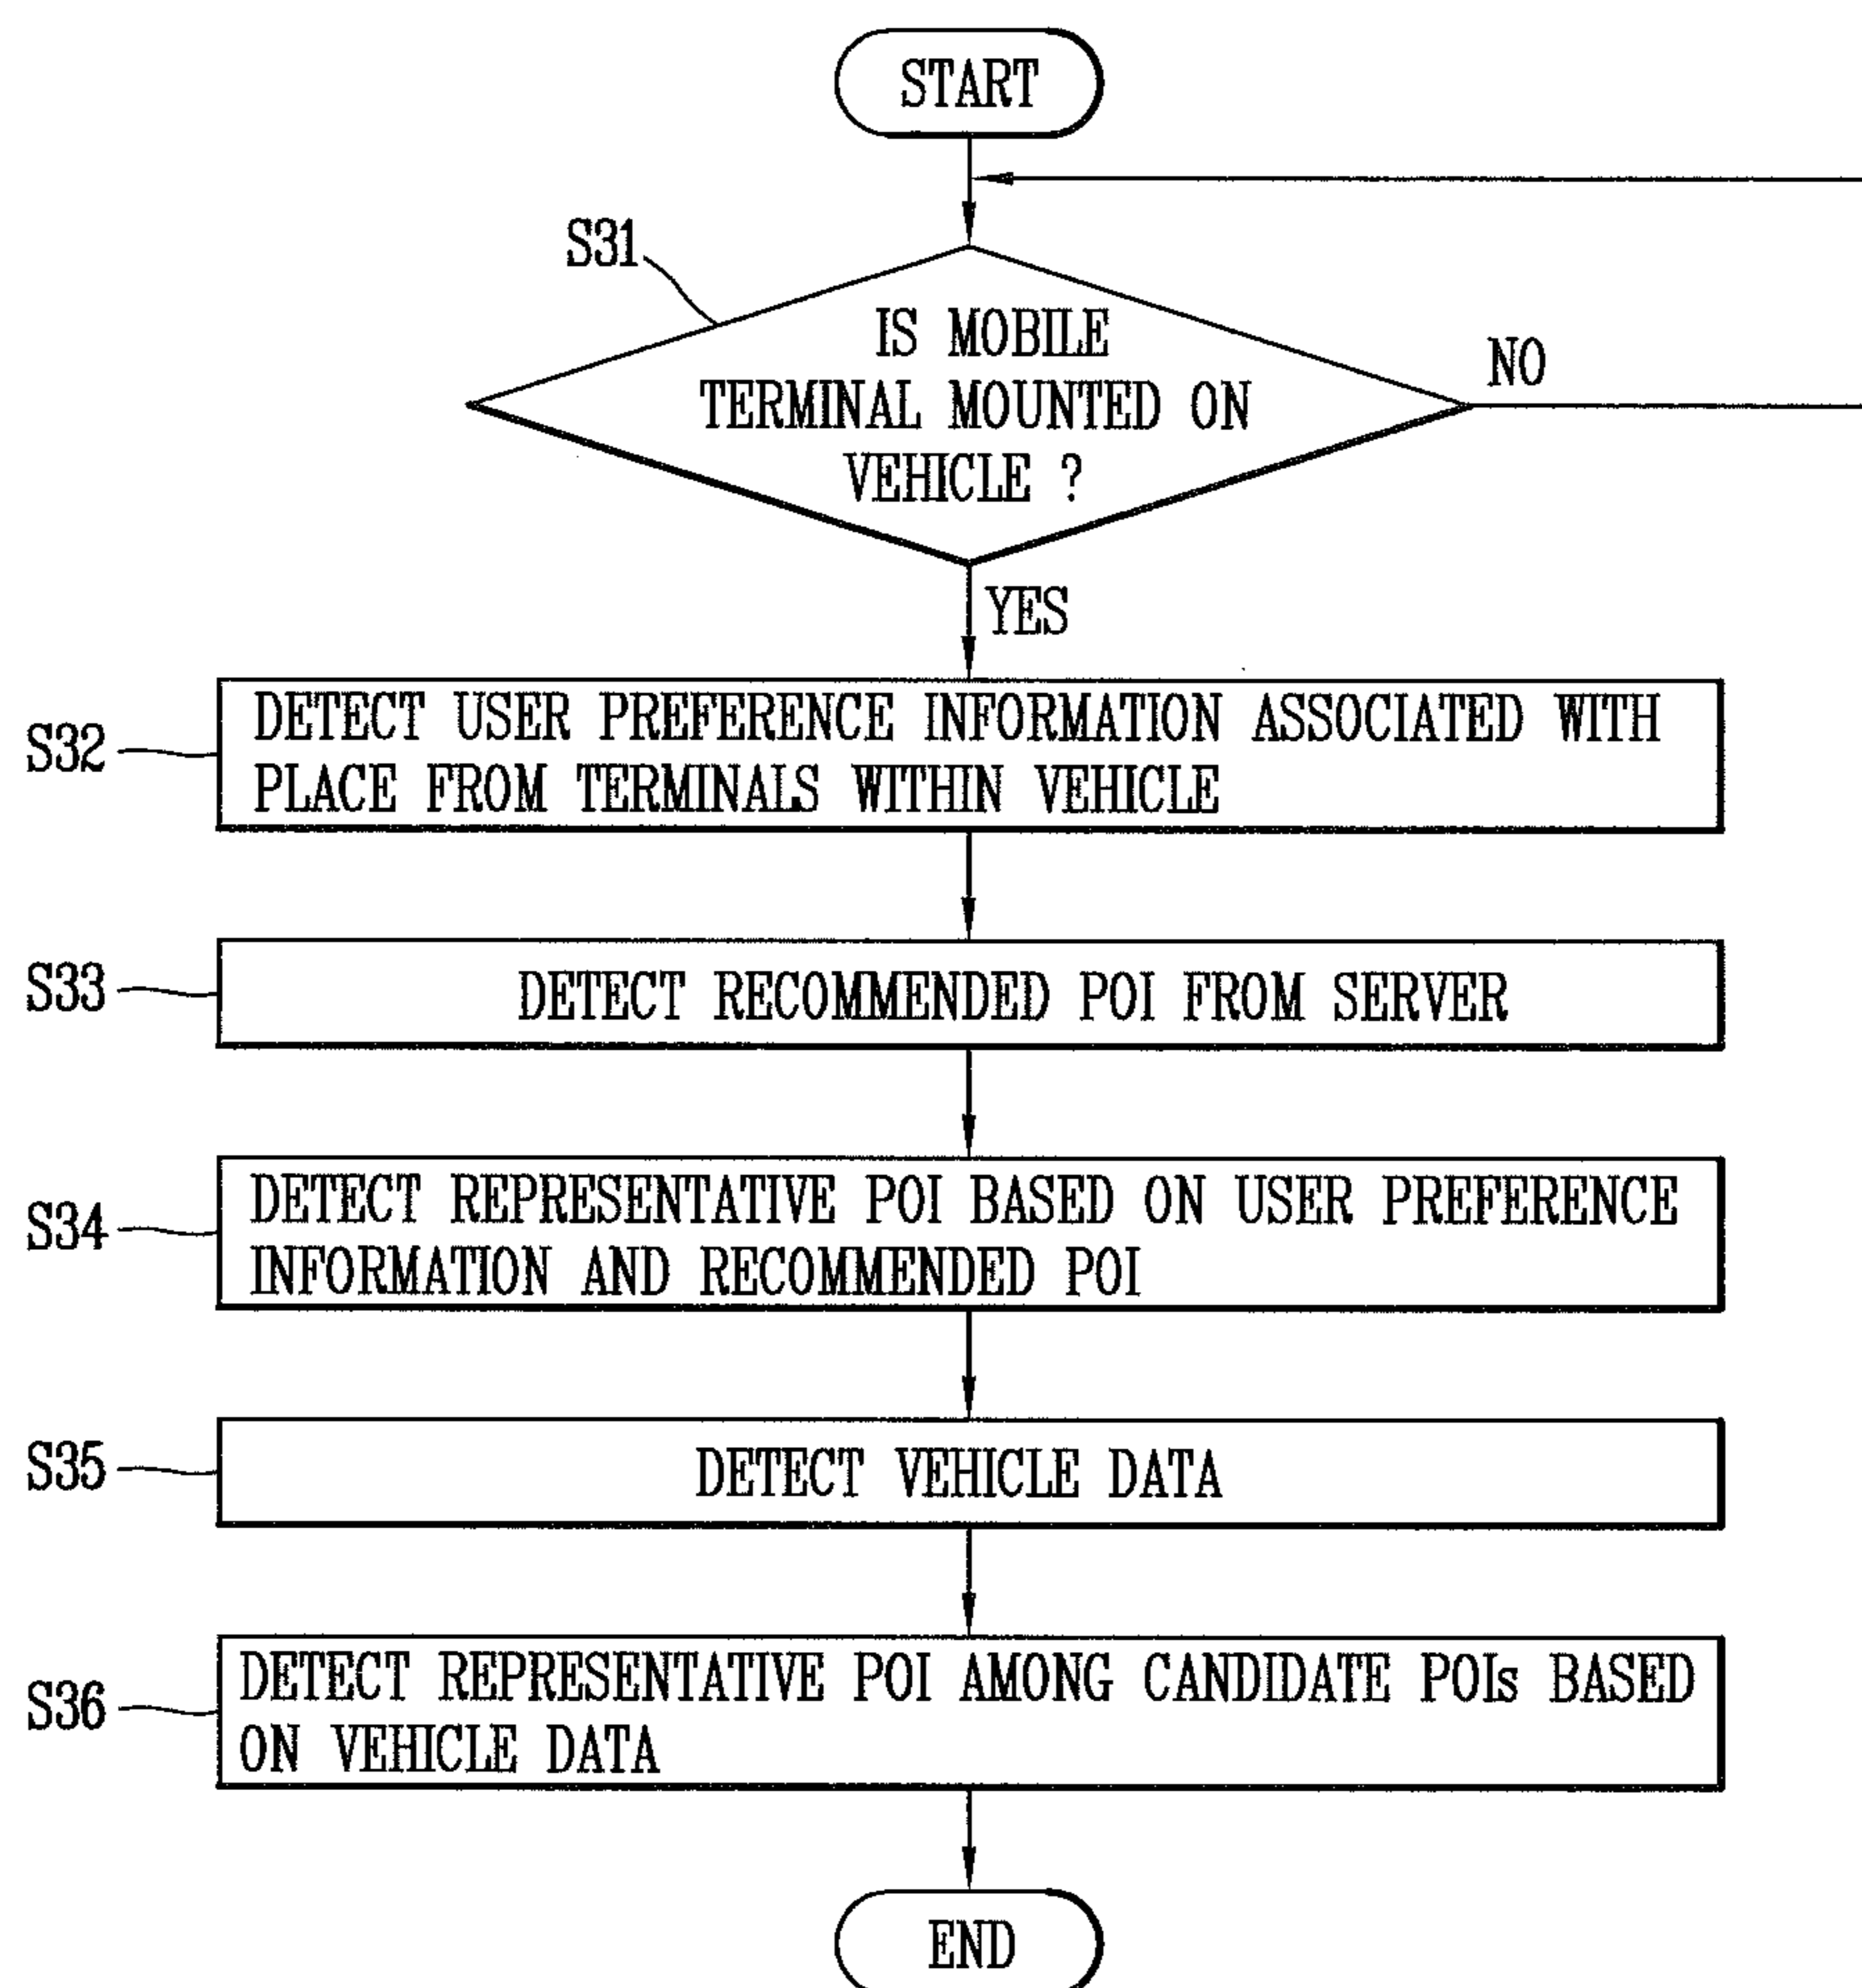 START
S31
IS MOBILE
TERMINAL MOUNTED ON
VEHICLE ?
NO
YES
S32
DETECT USER PREFERENCE INFORMATION ASSOCIATED WITH
PLACE FROM TERMINALS WITHIN VEHICLE
S33
DETECT RECOMMENDED POI FROM SERVER
S34
DETECT REPRESENTATIVE POI BASED ON USER PREFERENCE
INFORMATION AND RECOMMENDED POI
S35
DETECT VEHICLE DATA
S36
DETECT REPRESENTATIVE POI AMONG CANDIDATE POIs BASED
ON VEHICLE DATA
END